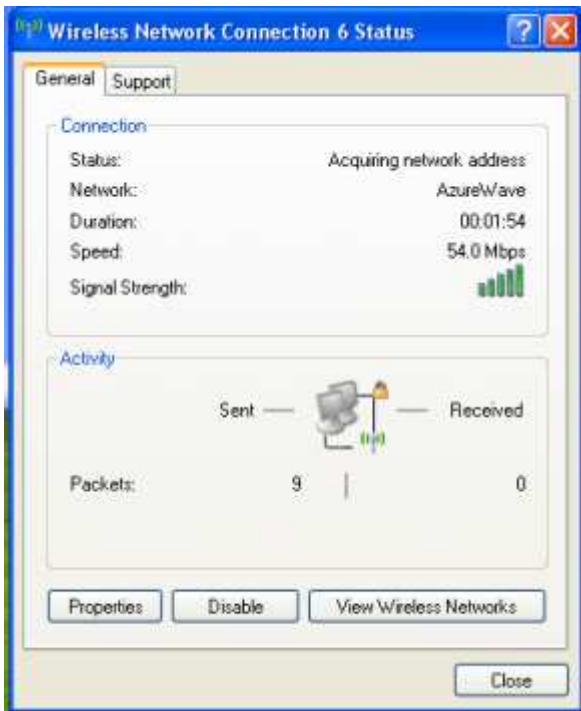 Wireless Network Connection 6 Status
General Support
Connection
Status: Acquiring network address
Network: AzureWave
Duration: 00:01:54
Speed: 54.0 Mbps
Signal Strength:
Activity
Sent — — Received
Packets: 9 | 0
Properties Disable View Wireless Networks
Close